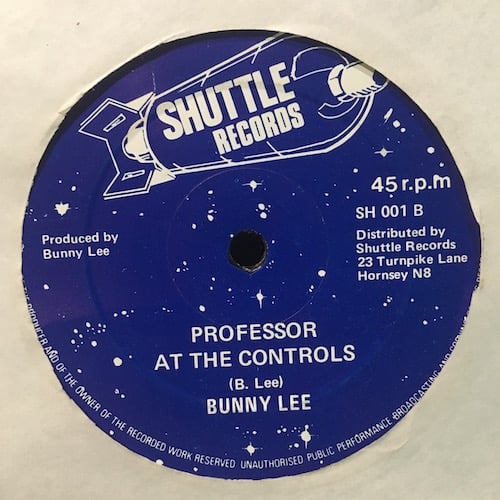 SHUTTLE
RECORDS
45 r.p.m
SH 001 B
Produced by
Bunny Lee
Distributed by
Shuttle Records
23 Turnpike Lane
Hornsey N8
PROFESSOR
AT THE CONTROLS
(B. Lee)
BUNNY LEE
PRODUCER AND OF THE OWNER OF THE RECORDED WORK RESERVED UNAUTHORISED PUBLIC PERFORMANCE BROADCASTING AND